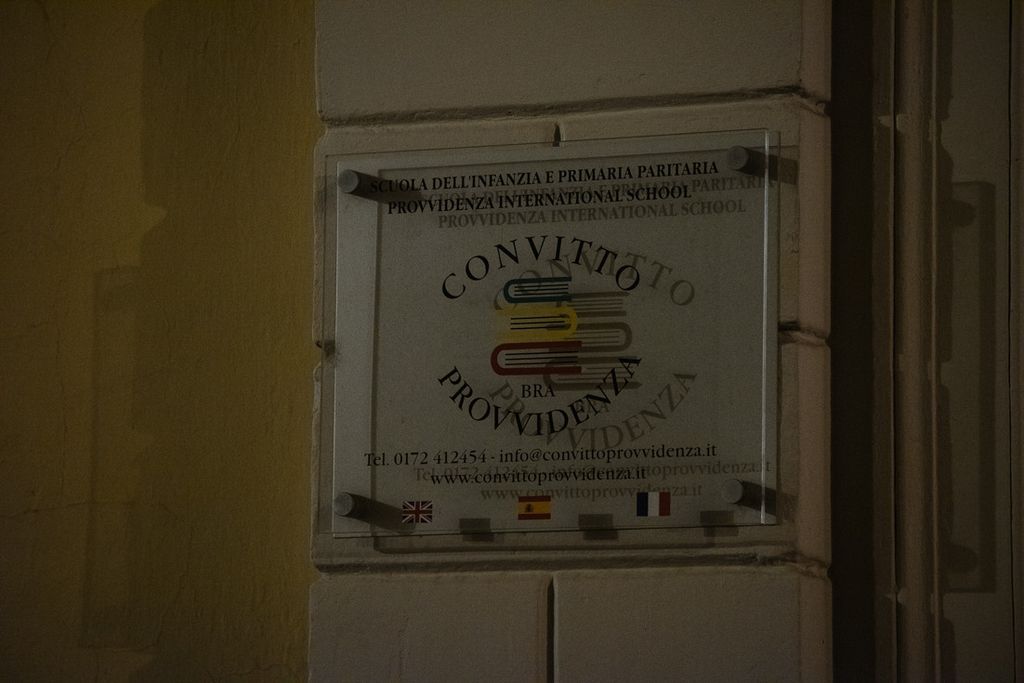 SCUOLA DELL'INFANZIA E PRIMARIA PARITARIA
PROVVIDENZA INTERNATIONAL SCHOOL
CONVITTO
BRA
PROVVIDENZA
Tel. 0172 412454 - info@convittoprovvidenza.it
www.convittoprovvidenza.it